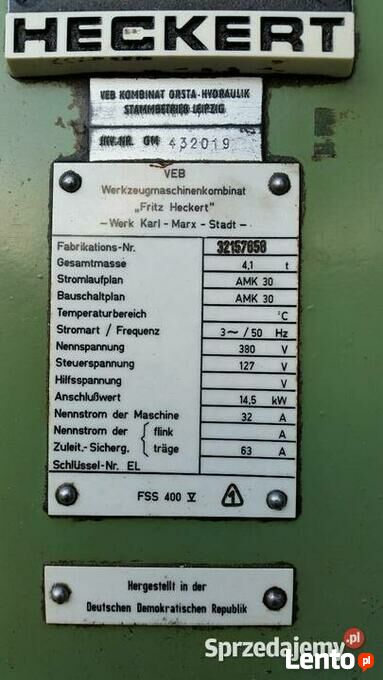 HECKERT
VEB KOMBINAT ORSTA-HYDRAULIK
STAMMBETRIEB LEIPZIG
INV.NR. GM 432019
VEB
Werkzeugmaschinenkombinat
„Fritz Heckert"
— Werk Karl-Marx-Stadt —
Fabrikations-Nr. 32157658
Gesamtmasse 4,1 t
Stromlaufplan AMK 30
Bauschaltplan AMK 30
Temperaturbereich °C
Stromart / Frequenz 3~ / 50 Hz
Nennspannung 380 V
Steuerspannung 127 V
Hilfsspannung V
Anschlußwert 14,5 kW
Nennstrom der Maschine 32 A
Nennstrom der flink A
Zuleit.-Sicherg. träge 63 A
Schlüssel-Nr. EL
FSS 400 V 1
Hergestellt in der
Deutschen Demokratischen Republik
Sprzedajemy.pl
Lento.pl